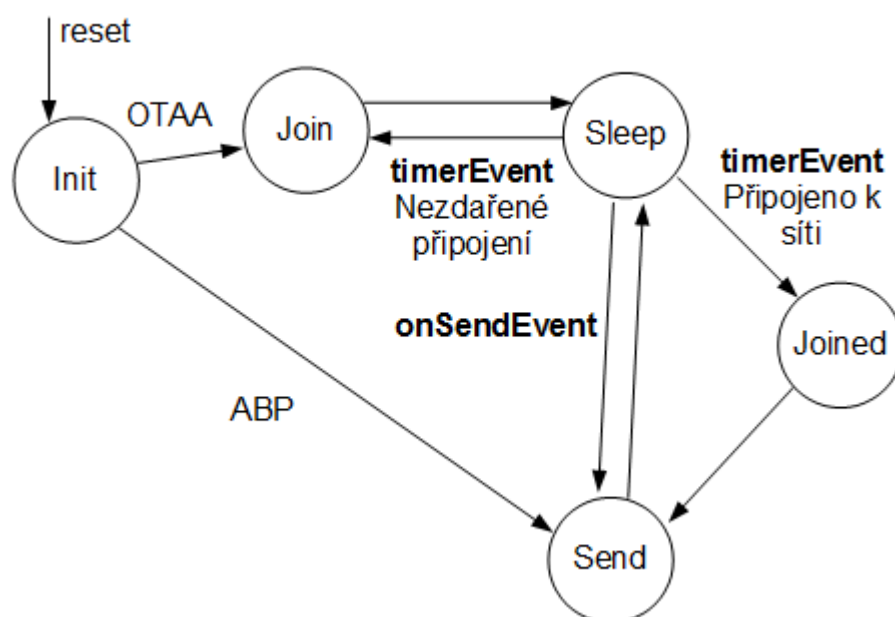 reset
OTAA
Init
Join
Sleep
timerEvent
Nezdařené
připojení
timerEvent
Připojeno k
síti
onSendEvent
Joined
ABP
Send